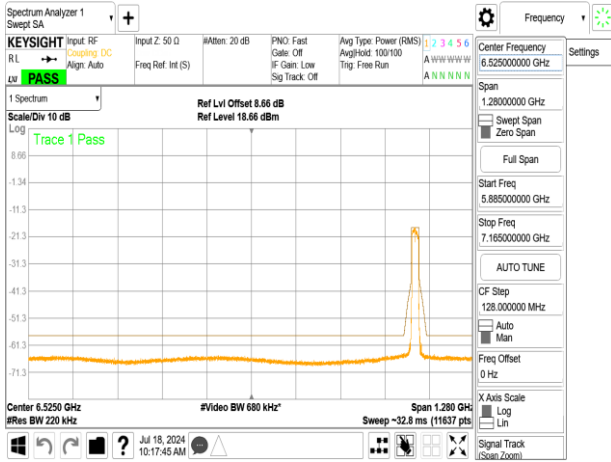 Spectrum Analyzer 1
Swept SA
Frequency
KEYSIGHT
RL
PASS
Input: RF
Coupling: DC
Align: Auto
Input Z: 50 Ω
Freq Ref: Int (S)
#Atten: 20 dB
PNO: Fast
Gate: Off
IF Gain: Low
Sig Track: Off
Avg Type: Power (RMS)
Avg|Hold: 100/100
Trig: Free Run
1 2 3 4 5 6
A W W W W W
A N N N N N
1 Spectrum
Scale/Div 10 dB
Ref Lvl Offset 8.66 dB
Ref Level 18.66 dBm
Log
Trace 1 Pass
8.66
-1.34
-11.3
-21.3
-31.3
-41.3
-51.3
-61.3
-71.3
Center 6.5250 GHz
#Video BW 680 kHz*
Span 1.280 GHz
#Res BW 220 kHz
Sweep ~32.8 ms (11637 pts
Jul 18, 2024
10:17:45 AM
Center Frequency
6.525000000 GHz
Settings
Span
1.28000000 GHz
Swept Span
Zero Span
Full Span
Start Freq
5.885000000 GHz
Stop Freq
7.165000000 GHz
AUTO TUNE
CF Step
128.000000 MHz
Auto
Man
Freq Offset
0 Hz
X Axis Scale
Log
Lin
Signal Track
(Span Zoom)